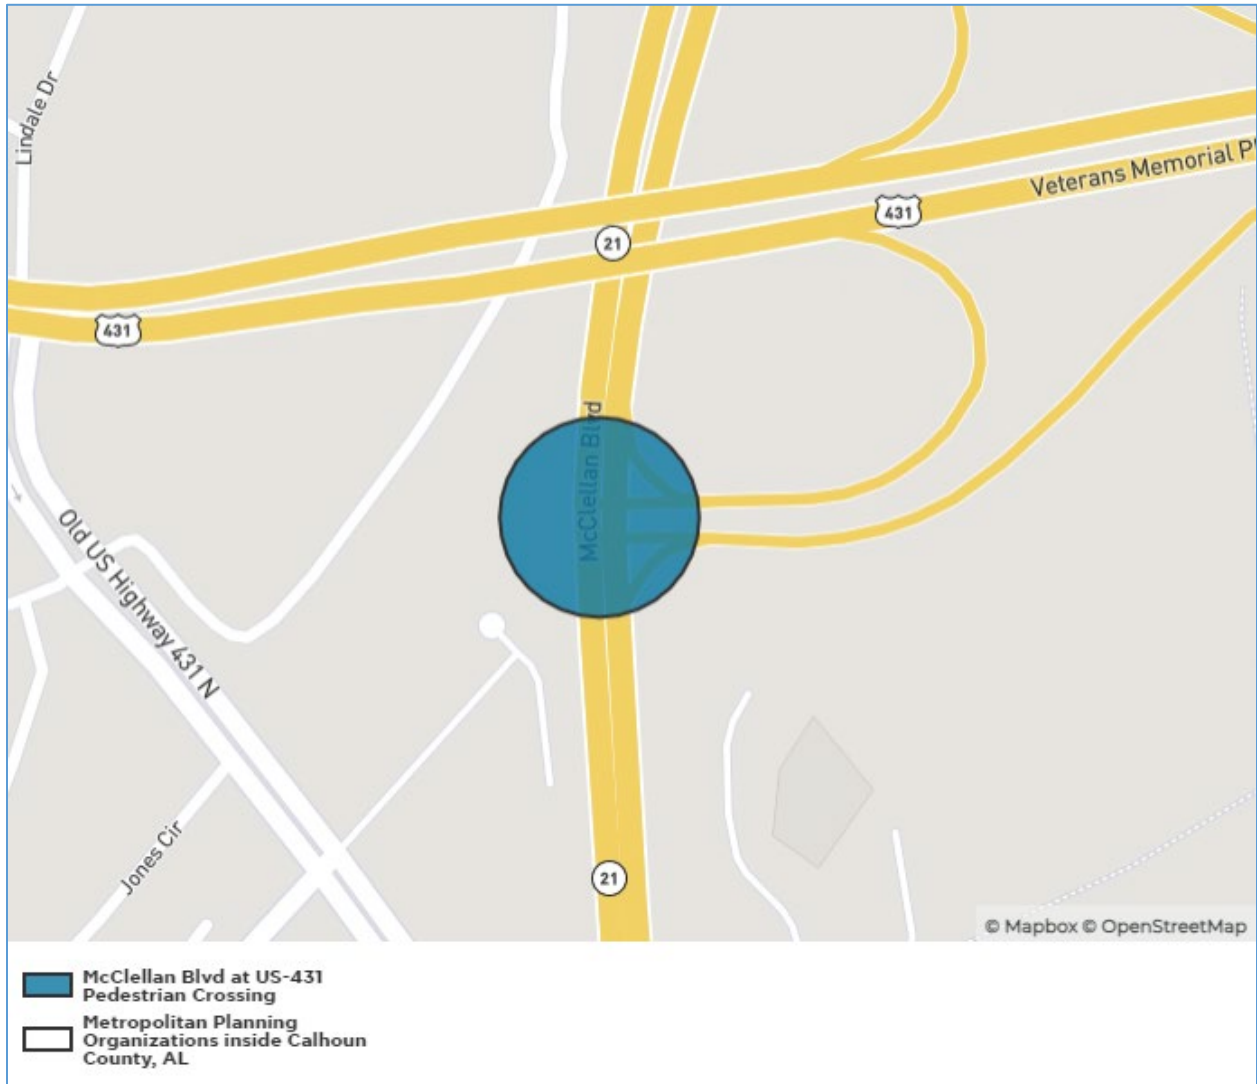 Lindale Dr
Veterans Memorial P
431
21
431
McClellan Blvd
Old US Highway 431 N
Jones Cir
21
© Mapbox © OpenStreetMap
McClellan Blvd at US-431
Pedestrian Crossing
Metropolitan Planning
Organizations inside Calhoun
County, AL